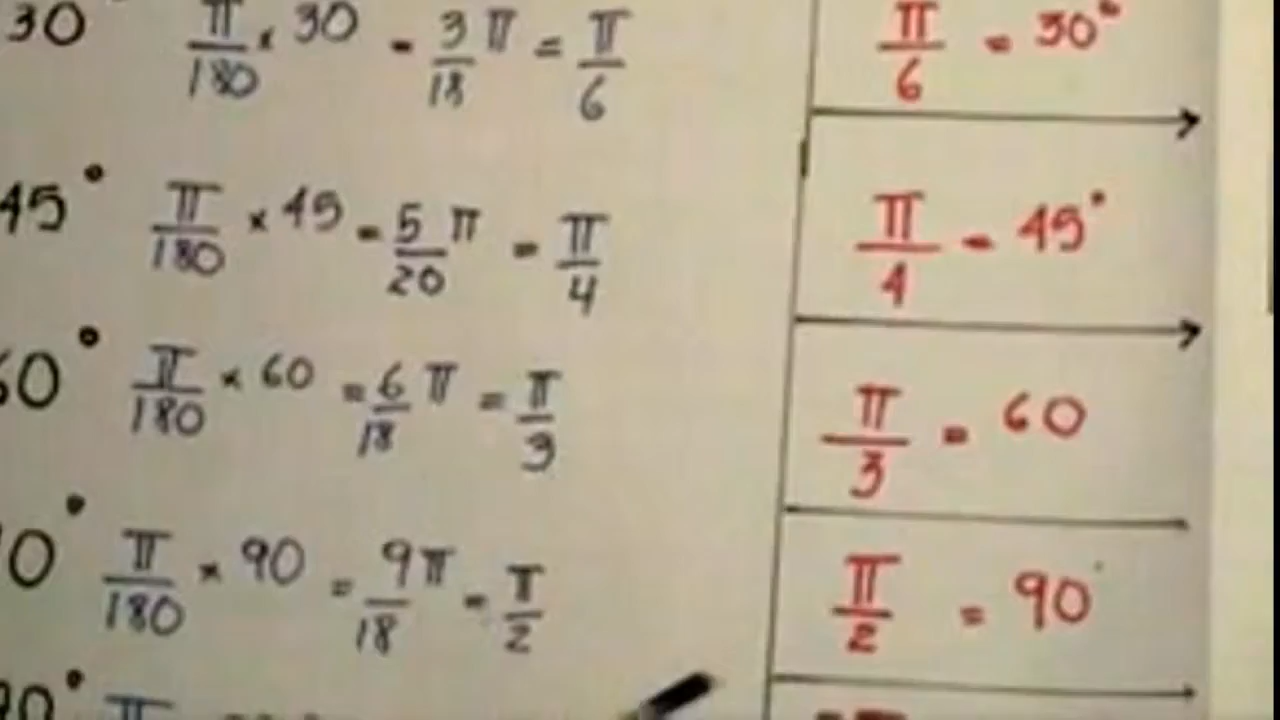 30° π/180 × 30 = 3/18 π = π/6 π/6 = 30°
45° π/180 × 45 = 5/20 π = π/4 π/4 = 45°
60° π/180 × 60 = 6/18 π = π/3 π/3 = 60
0° π/180 × 90 = 9π/18 = π/2 π/2 = 90°